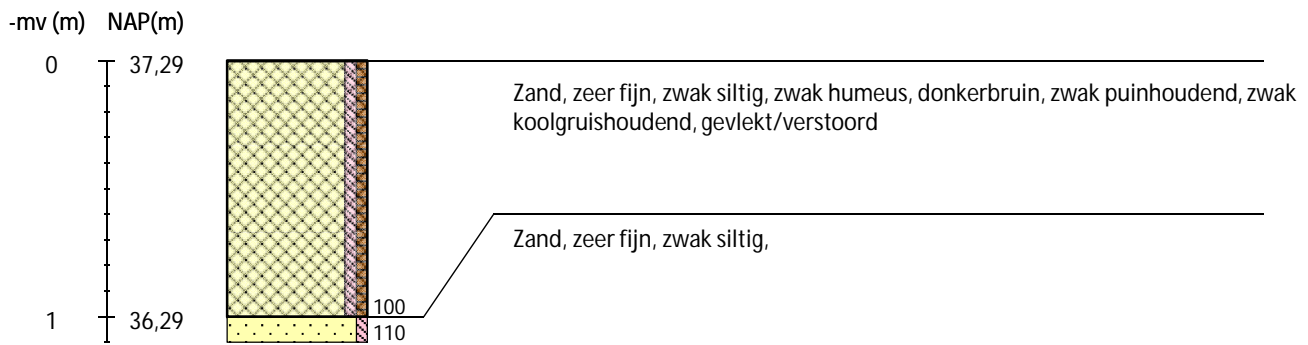 -mv (m) NAP(m)
0 37,29
Zand, zeer fijn, zwak siltig, zwak humeus, donkerbruin, zwak puinhoudend, zwak
koolgruishoudend, gevlekt/verstoord
Zand, zeer fijn, zwak siltig,
100
1 36,29
110